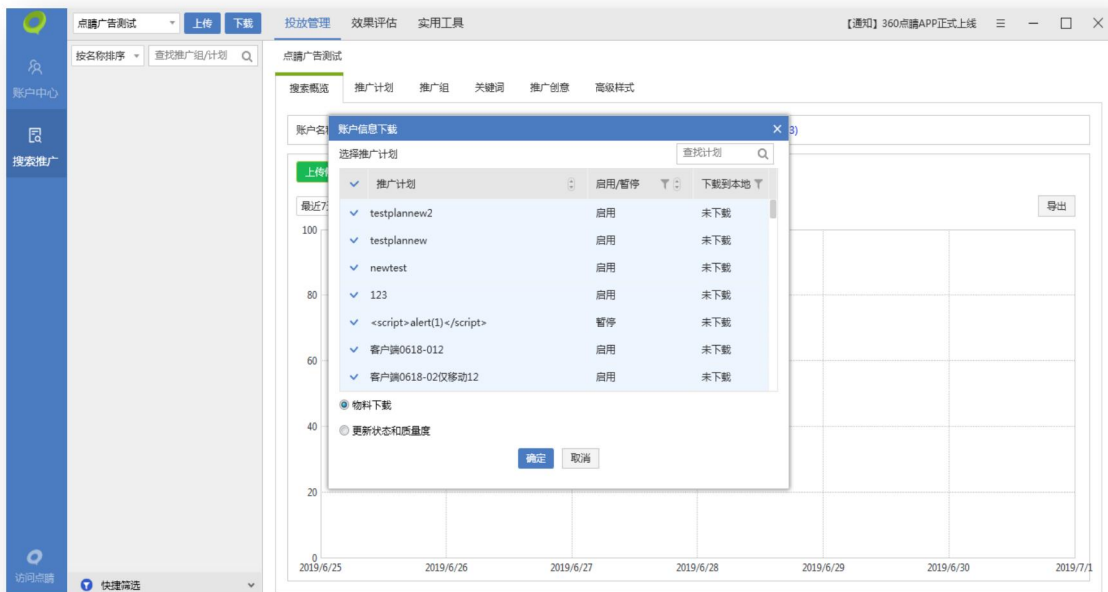 点睛广告测试
上传
下载
投放管理
效果评估
实用工具
【通知】360点睛APP正式上线
按名称排序
查找推广组/计划
点睛广告测试
账户中心
搜索推广
搜索概览
推广计划
推广组
关键词
推广创意
高级样式
账户名
3)
账户信息下载
选择推广计划
查找计划
上传
推广计划
启用/暂停
下载到本地
最近7
导出
testplannew2
启用
未下载
testplannew
启用
未下载
newtest
启用
未下载
123
启用
未下载
<script>alert(1)</script>
暂停
未下载
客户端0618-012
启用
未下载
客户端0618-02仅移动12
启用
未下载
物料下载
更新状态和质量度
确定
取消
100
80
60
40
20
0
2019/6/25
2019/6/26
2019/6/27
2019/6/28
2019/6/29
2019/6/30
2019/7/1
访问点睛
快捷筛选